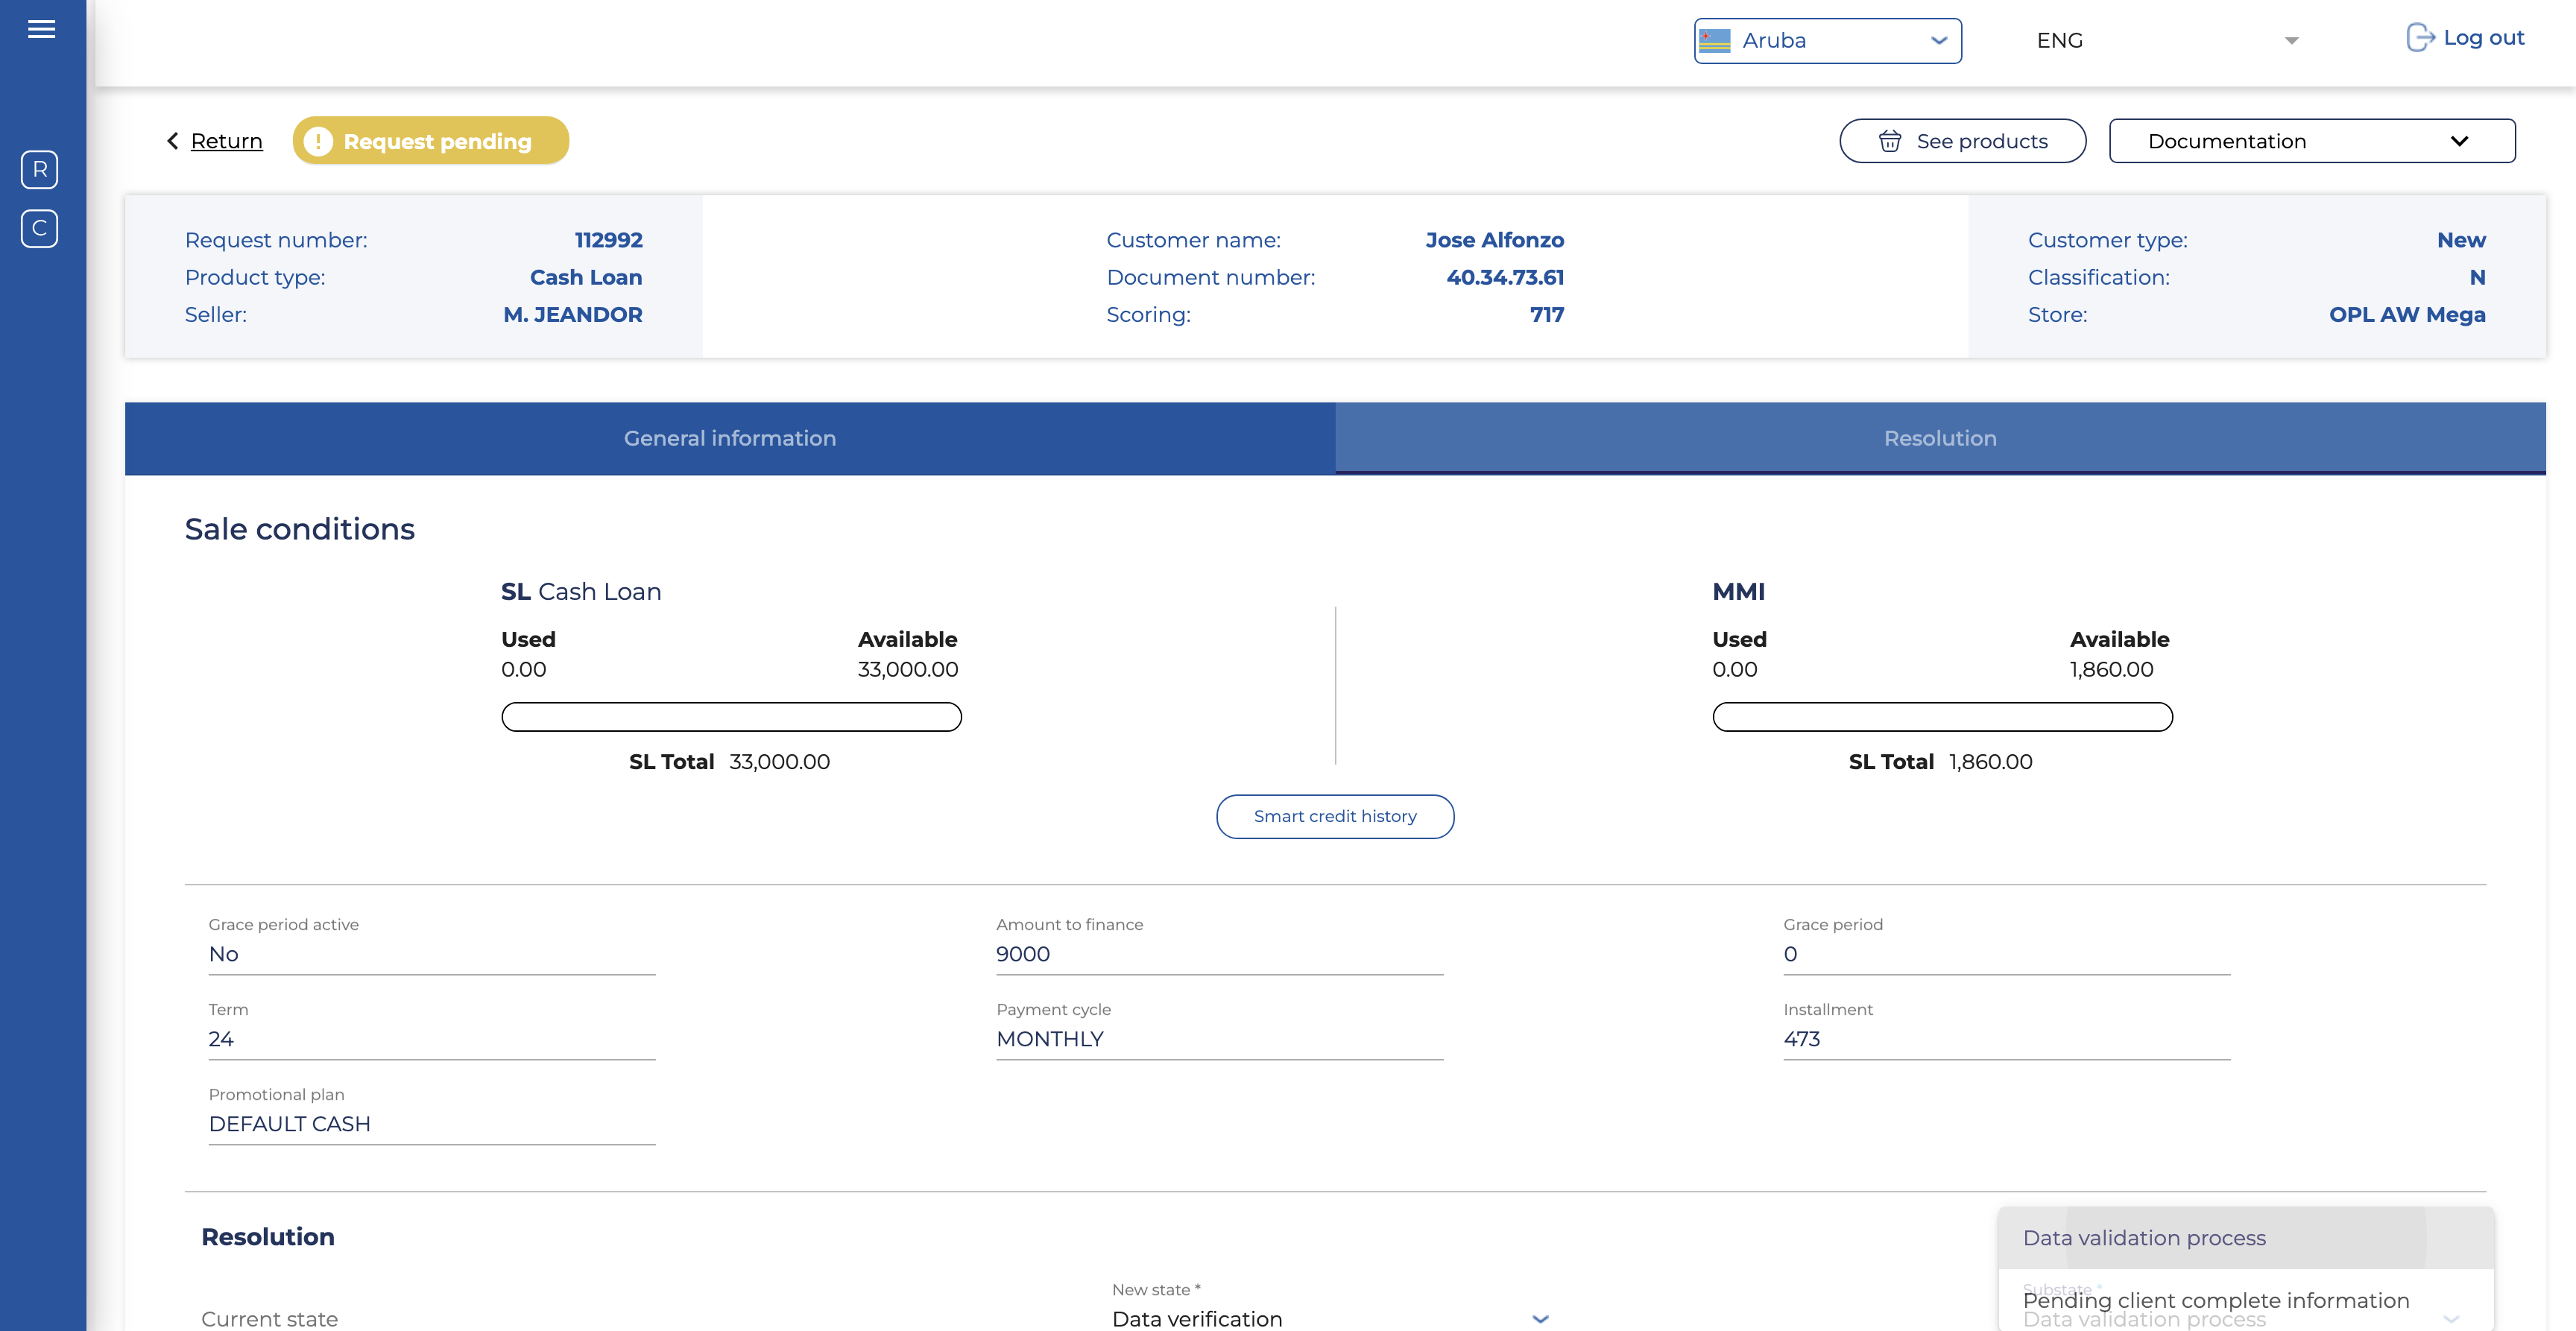 Aruba
ENG
Log out
R
C
Return
Request pending
See products
Documentation
Request number: 112992
Product type: Cash Loan
Seller: M. JEANDOR
Customer name: Jose Alfonzo
Document number: 40.34.73.61
Scoring: 717
Customer type: New
Classification: N
Store: OPL AW Mega
General information
Resolution
Sale conditions
SL Cash Loan
Used Available
0.00 33,000.00
SL Total 33,000.00
MMI
Used Available
0.00 1,860.00
SL Total 1,860.00
Smart credit history
Grace period active
No
Amount to finance
9000
Grace period
0
Term
24
Payment cycle
MONTHLY
Installment
473
Promotional plan
DEFAULT CASH
Resolution
Current state
New state *
Data verification
Data validation process
Substate *
Pending client complete information
Data validation process